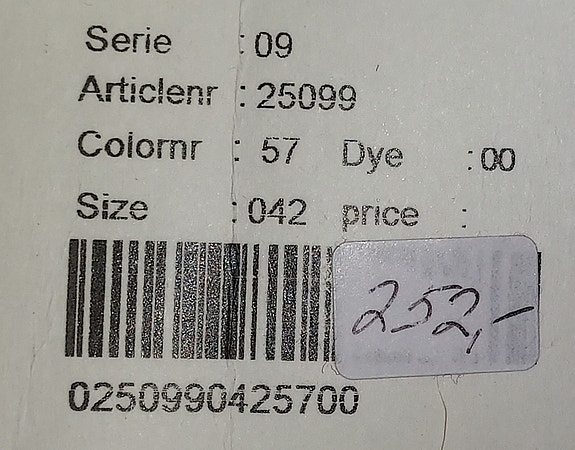 Serie : 09
Articlenr : 25099
Colornr : 57 Dye : 00
Size : 042 price :
252,-
0250990425700